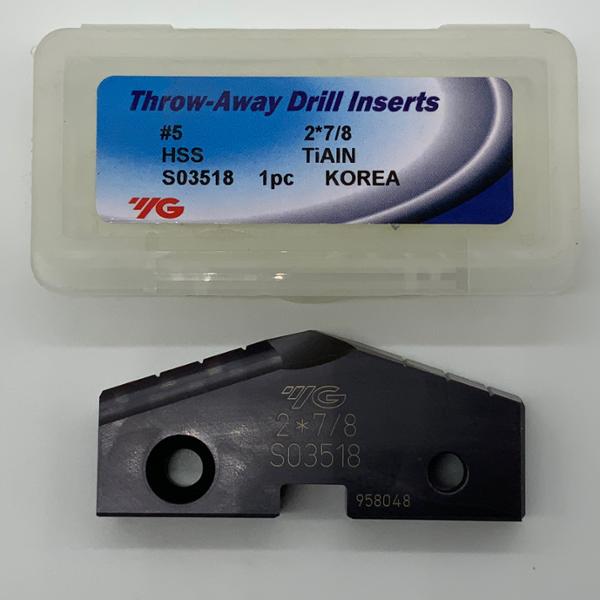 Throw-Away Drill Inserts
#5 2*7/8
HSS TiAIN
S03518 1pc KOREA
YG
YG
2*7/8
S03518
958048